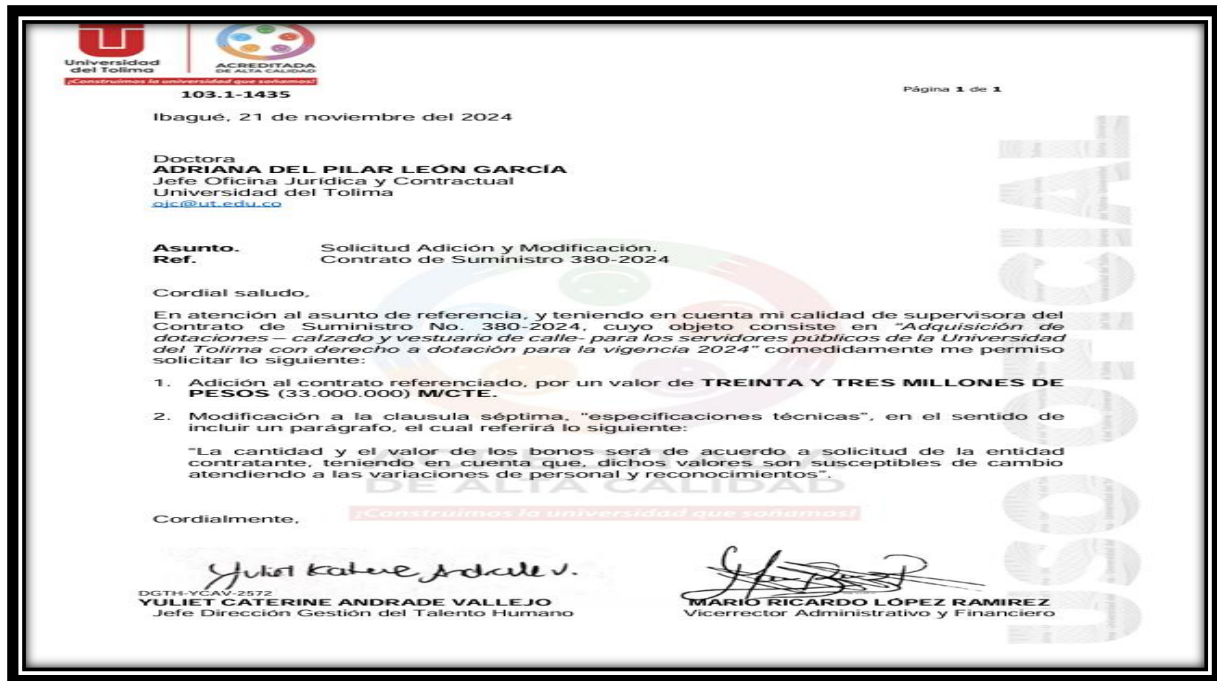 Universidad
del Tolima
ACREDITADA
DE ALTA CALIDAD
¡Construimos la universidad que soñamos!
103.1-1435
Página 1 de 1
Ibagué, 21 de noviembre del 2024
Doctora
ADRIANA DEL PILAR LEÓN GARCÍA
Jefe Oficina Jurídica y Contractual
Universidad del Tolima
ojc@ut.edu.co
Asunto. Solicitud Adición y Modificación.
Ref. Contrato de Suministro 380-2024
Cordial saludo,
En atención al asunto de referencia, y teniendo en cuenta mi calidad de supervisora del
Contrato de Suministro No. 380-2024, cuyo objeto consiste en "Adquisición de
dotaciones – calzado y vestuario de calle- para los servidores públicos de la Universidad
del Tolima con derecho a dotación para la vigencia 2024" comedidamente me permiso
solicitar lo siguiente:
1. Adición al contrato referenciado, por un valor de TREINTA Y TRES MILLONES DE
PESOS (33.000.000) M/CTE.
2. Modificación a la clausula séptima, "especificaciones técnicas", en el sentido de
incluir un parágrafo, el cual referirá lo siguiente:
"La cantidad y el valor de los bonos será de acuerdo a solicitud de la entidad
contratante, teniendo en cuenta que, dichos valores son susceptibles de cambio
atendiendo a las variaciones de personal y reconocimientos".
ACREDITADA
DE ALTA CALIDAD
¡Construimos la universidad que soñamos!
Cordialmente,
DGTH-YCAV-2572
YULIET CATERINE ANDRADE VALLEJO
Jefe Dirección Gestión del Talento Humano
MARIO RICARDO LÓPEZ RAMIREZ
Vicerrector Administrativo y Financiero
USO OFICIAL